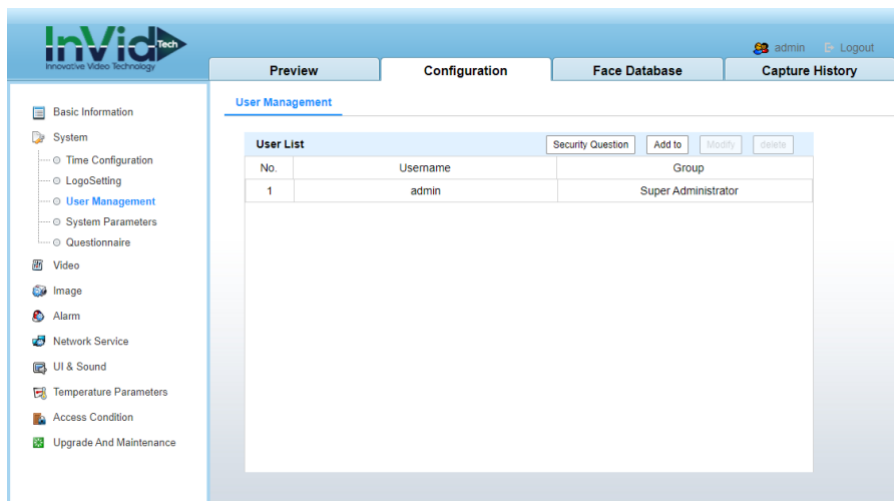 InVid Tech
Innovative Video Technology
admin Logout
Preview Configuration Face Database Capture History
Basic Information
System
Time Configuration
LogoSetting
User Management
System Parameters
Questionnaire
Video
Image
Alarm
Network Service
UI & Sound
Temperature Parameters
Access Condition
Upgrade And Maintenance
User Management
User List Security Question Add to Modify delete
No. Username Group
1 admin Super Administrator